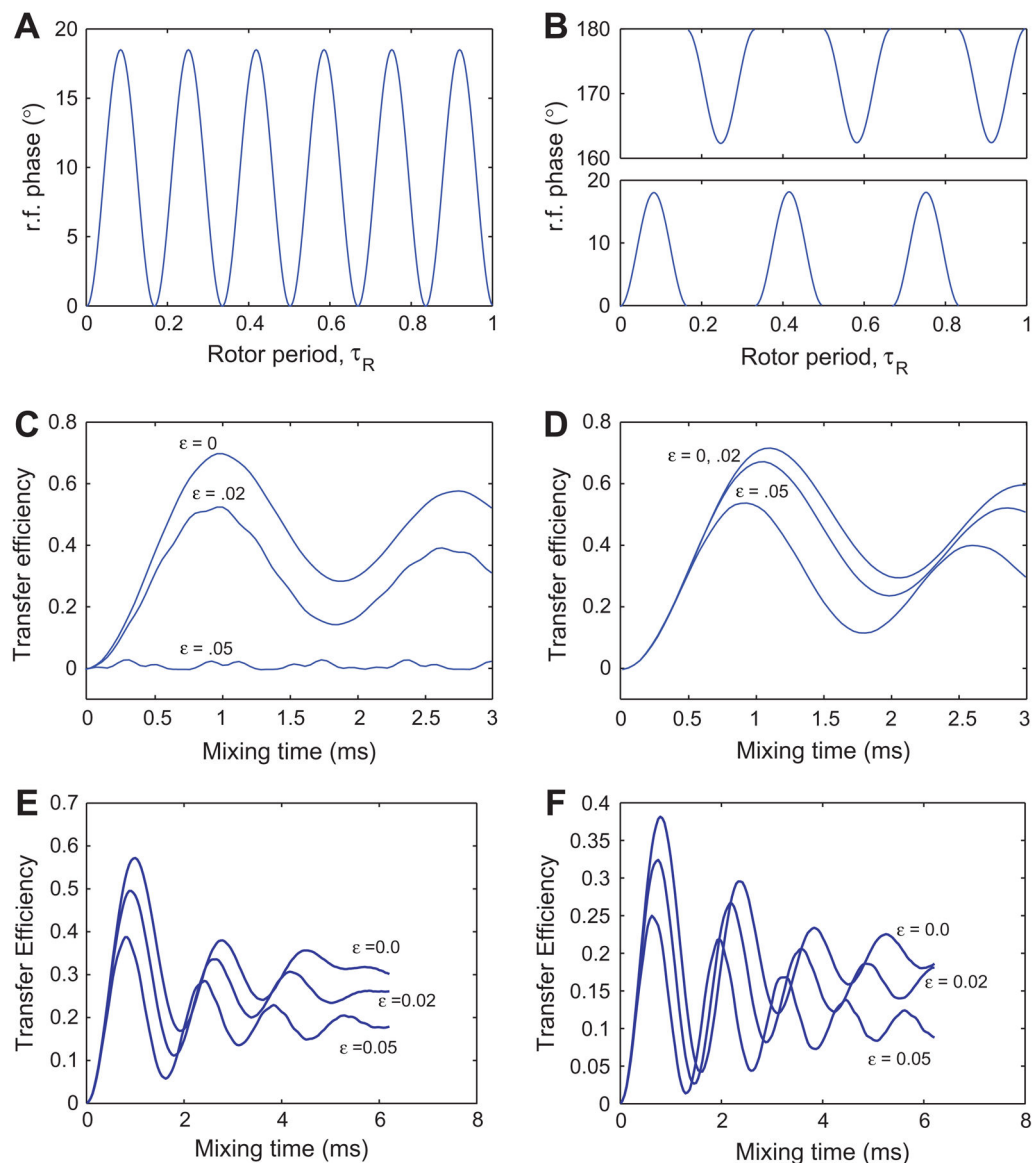 A
r.f. phase (°)
20
15
10
5
0
0 0.2 0.4 0.6 0.8 1
Rotor period, τR
B
r.f. phase (°)
180
160
20
10
0
0 0.2 0.4 0.6 0.8 1
Rotor period, τR
C
Transfer efficiency
0.8
0.6
0.4
0.2
0
ε = 0
ε = .02
ε = .05
0 0.5 1 1.5 2 2.5 3
Mixing time (ms)
D
Transfer efficiency
0.8
0.6
0.4
0.2
0
ε = 0, .02
ε = .05
0 0.5 1 1.5 2 2.5 3
Mixing time (ms)
E
Transfer Efficiency
0.7
0.6
0.5
0.4
0.3
0.2
0.1
0
ε =0.0
ε =0.02
ε =0.05
0 2 4 6 8
Mixing time (ms)
F
Transfer Efficiency
0.4
0.35
0.3
0.25
0.2
0.15
0.1
0.05
0
ε =0.0
ε =0.02
ε =0.05
0 2 4 6 8
Mixing time (ms)